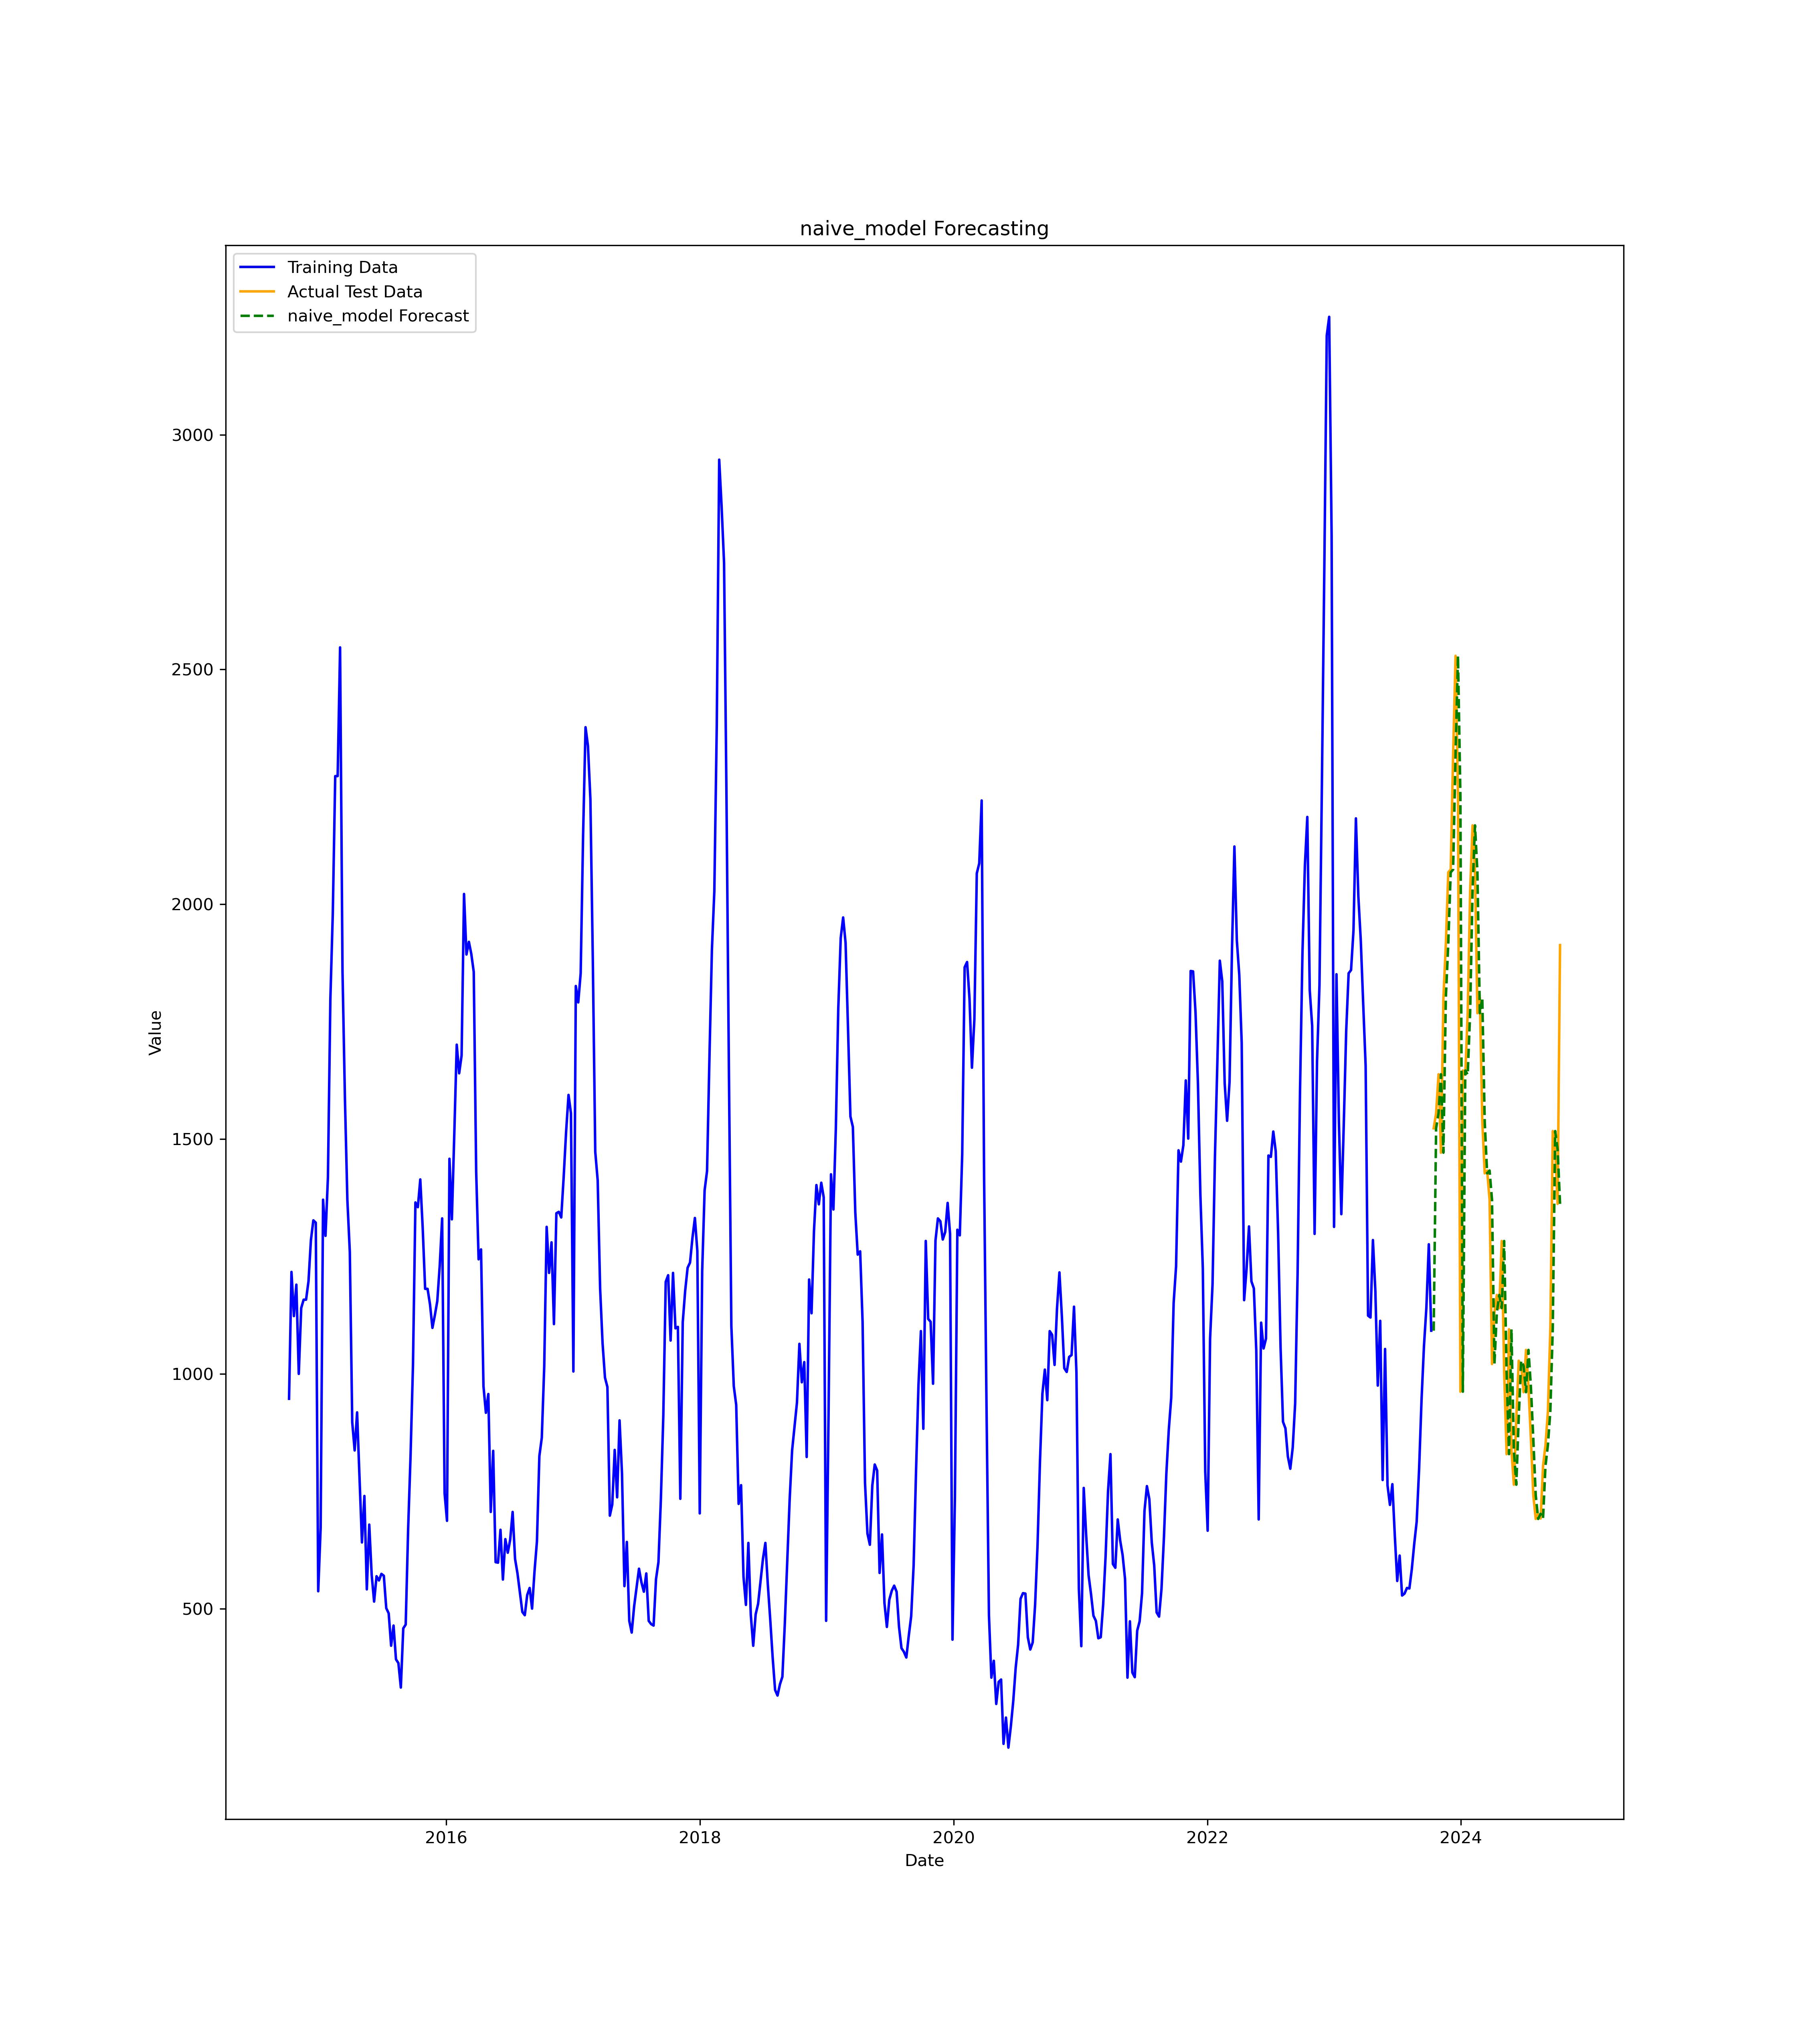 naive_model Forecasting
Training Data
Actual Test Data
naive_model Forecast
Value
3000
2500
2000
1500
1000
500
2016 2018 2020 2022 2024
Date